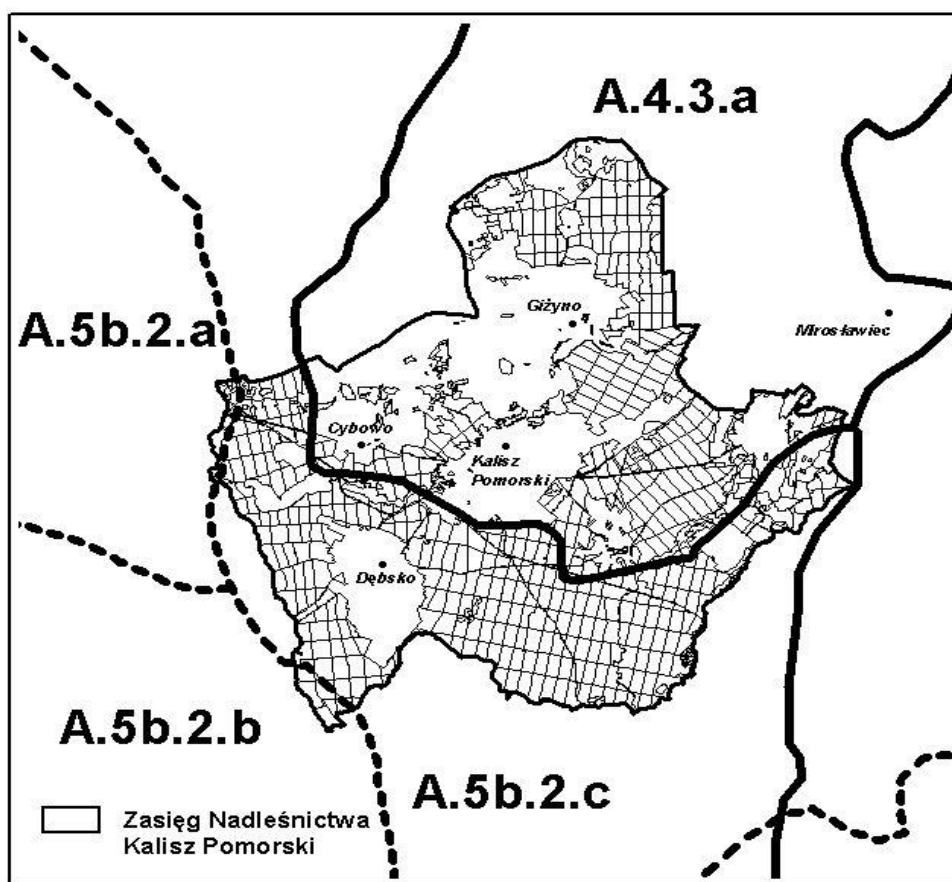 A.4.3.a
Giżyno
Mirosławiec
A.5b.2.a
Cybowo
Kalisz
Pomorski
Dębsko
A.5b.2.b
A.5b.2.c
Zasięg Nadleśnictwa
Kalisz Pomorski